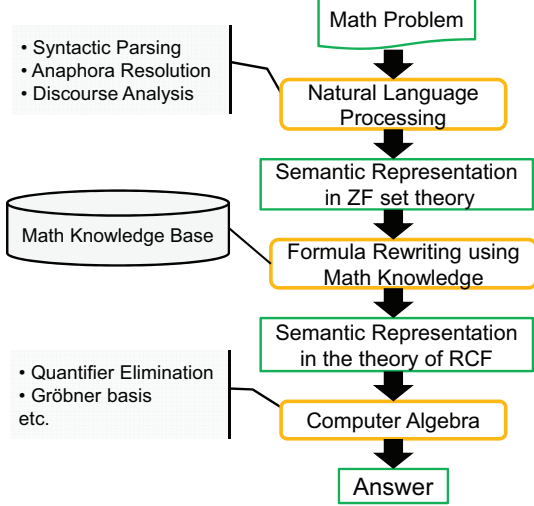 Math Problem
• Syntactic Parsing
• Anaphora Resolution
• Discourse Analysis
Natural Language
Processing
Semantic Representation
in ZF set theory
Math Knowledge Base
Formula Rewriting using
Math Knowledge
Semantic Representation
in the theory of RCF
• Quantifier Elimination
• Gröbner basis
etc.
Computer Algebra
Answer